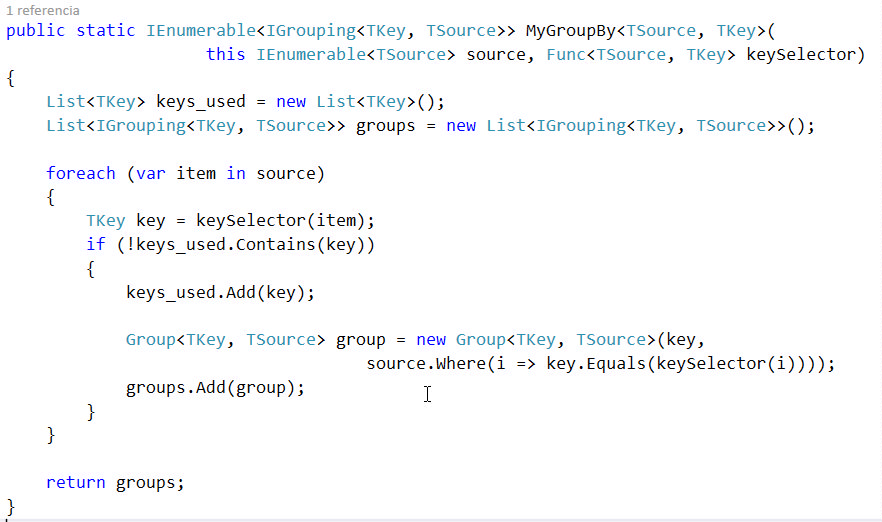 1 referencia
public static IEnumerable<IGrouping<TKey, TSource>> MyGroupBy<TSource, TKey>(
                    this IEnumerable<TSource> source, Func<TSource, TKey> keySelector)
{
    List<TKey> keys_used = new List<TKey>();
    List<IGrouping<TKey, TSource>> groups = new List<IGrouping<TKey, TSource>>();

    foreach (var item in source)
    {
        TKey key = keySelector(item);
        if (!keys_used.Contains(key))
        {
            keys_used.Add(key);

            Group<TKey, TSource> group = new Group<TKey, TSource>(key,
                                    source.Where(i => key.Equals(keySelector(i))));
            groups.Add(group);
        }
    }

    return groups;
}